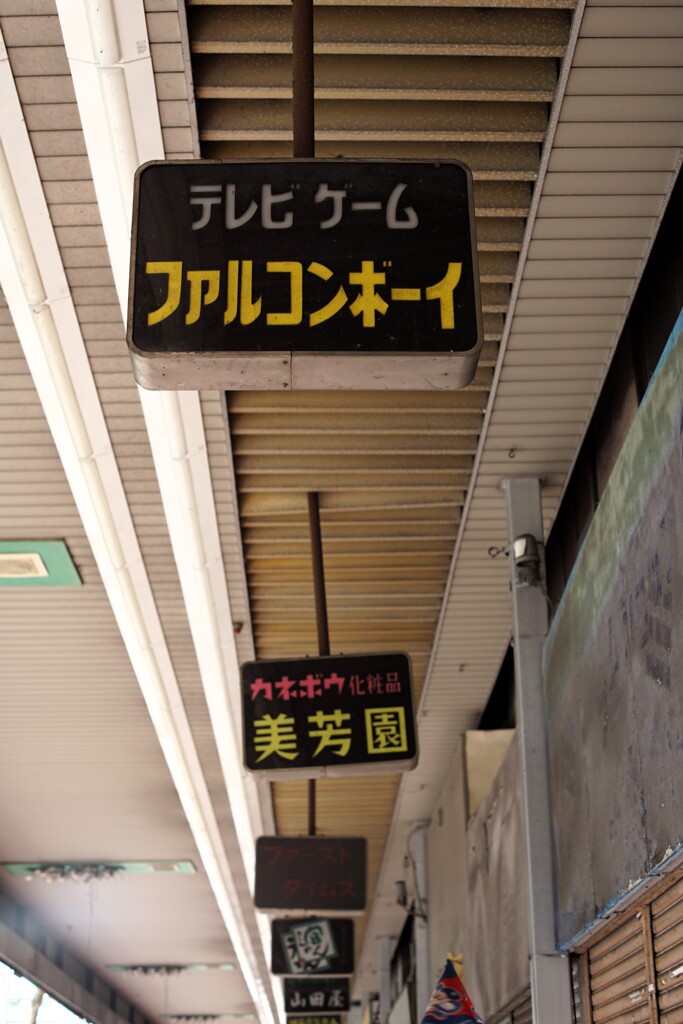 テレビゲーム
ファルコンボーイ
カネボウ化粧品
美芳園
ファースト
タイムス
山田屋